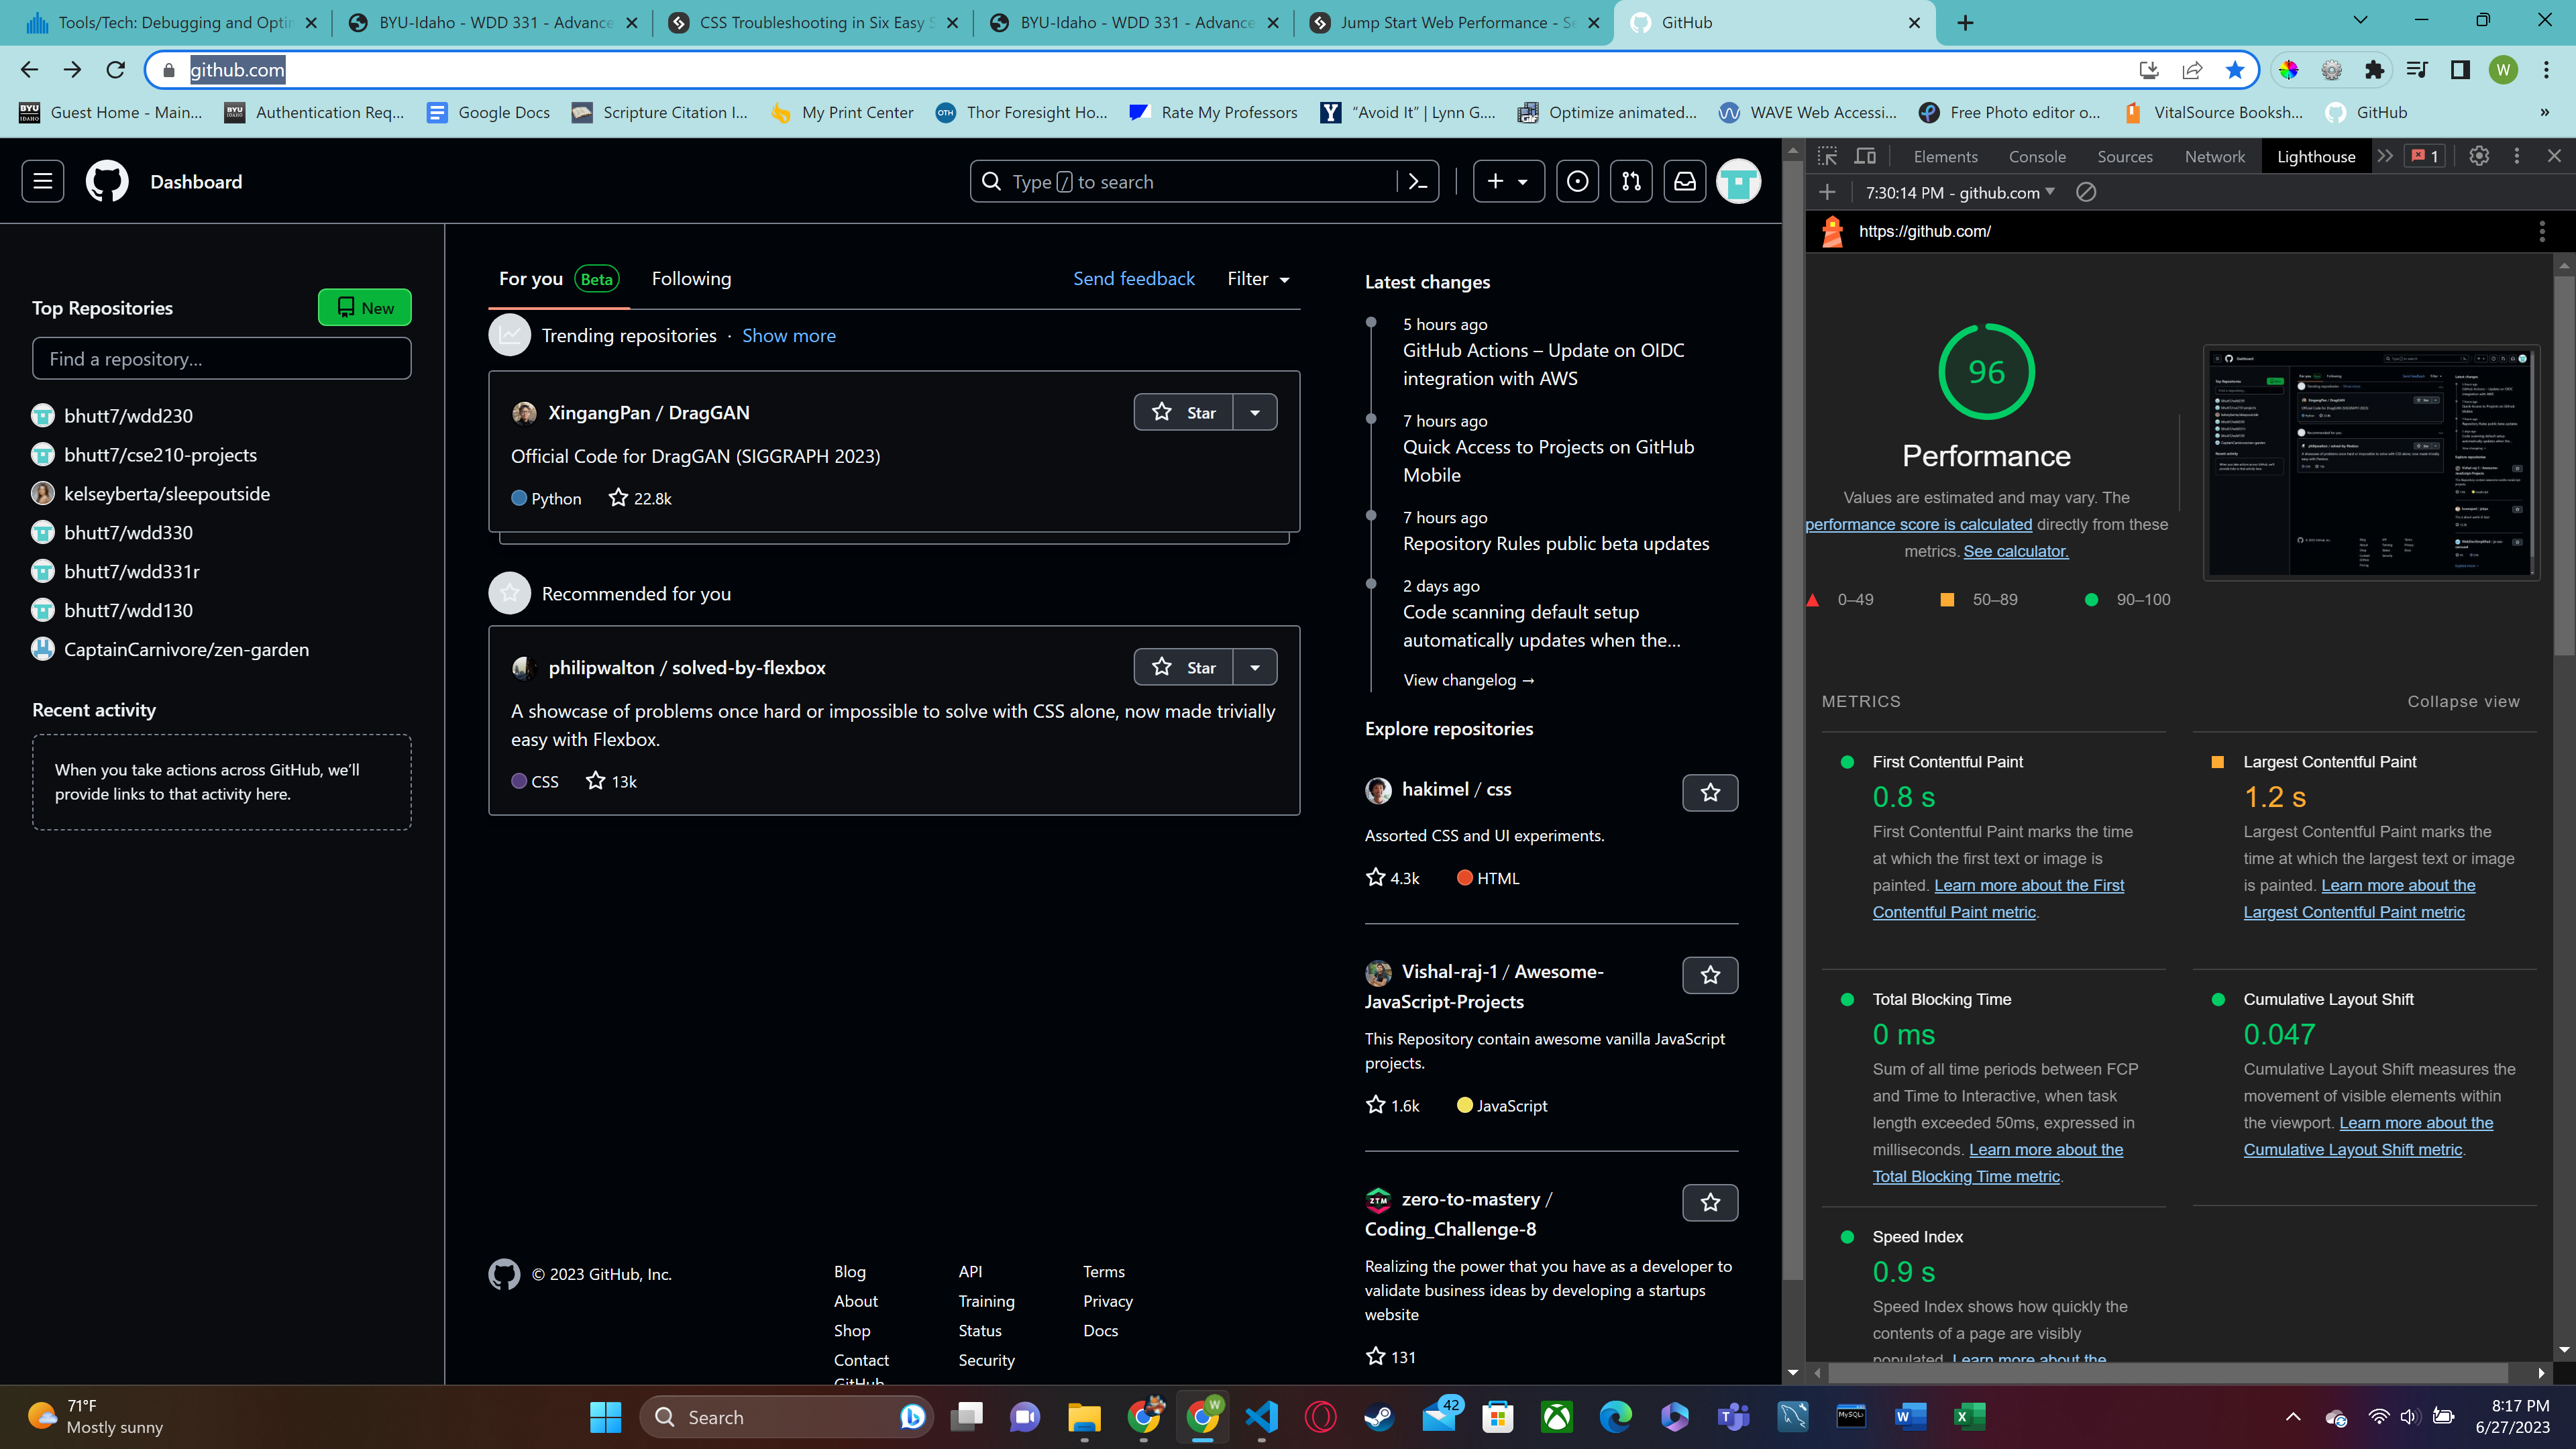 Tools/Tech: Debugging and Optin
BYU-Idaho - WDD 331 - Advance
CSS Troubleshooting in Six Easy S
BYU-Idaho - WDD 331 - Advance
Jump Start Web Performance - Se
GitHub
github.com
W
Guest Home - Main...
Authentication Req...
Google Docs
Scripture Citation I...
My Print Center
Thor Foresight Ho...
Rate My Professors
“Avoid It” | Lynn G....
Optimize animated...
WAVE Web Accessi...
Free Photo editor o...
VitalSource Booksh...
GitHub
»
Dashboard
Type / to search
Top Repositories
New
Find a repository...
bhutt7/wdd230
bhutt7/cse210-projects
kelseyberta/sleepoutside
bhutt7/wdd330
bhutt7/wdd331r
bhutt7/wdd130
CaptainCarnivore/zen-garden
Recent activity
When you take actions across GitHub, we’ll
provide links to that activity here.
For you Beta
Following
Send feedback
Filter
Trending repositories · Show more
XingangPan / DragGAN
Star
Official Code for DragGAN (SIGGRAPH 2023)
Python 22.8k
Recommended for you
philipwalton / solved-by-flexbox
Star
A showcase of problems once hard or impossible to solve with CSS alone, now made trivially
easy with Flexbox.
CSS 13k
© 2023 GitHub, Inc.
Blog
About
Shop
Contact
GitHub
API
Training
Status
Security
Terms
Privacy
Docs
Latest changes
5 hours ago
GitHub Actions – Update on OIDC
integration with AWS
7 hours ago
Quick Access to Projects on GitHub
Mobile
7 hours ago
Repository Rules public beta updates
2 days ago
Code scanning default setup
automatically updates when the...
View changelog →
Explore repositories
hakimel / css
Assorted CSS and UI experiments.
4.3k HTML
Vishal-raj-1 / Awesome-
JavaScript-Projects
This Repository contain awesome vanilla JavaScript
projects.
1.6k JavaScript
zero-to-mastery /
Coding_Challenge-8
Realizing the power that you have as a developer to
validate business ideas by developing a startups
website
131
Elements
Console
Sources
Network
Lighthouse
1
7:30:14 PM - github.com
https://github.com/
96
Performance
Values are estimated and may vary. The
performance score is calculated directly from these
metrics. See calculator.
0–49
50–89
90–100
METRICS
Collapse view
First Contentful Paint
0.8 s
First Contentful Paint marks the time
at which the first text or image is
painted. Learn more about the First
Contentful Paint metric.
Largest Contentful Paint
1.2 s
Largest Contentful Paint marks the
time at which the largest text or image
is painted. Learn more about the
Largest Contentful Paint metric
Total Blocking Time
0 ms
Sum of all time periods between FCP
and Time to Interactive, when task
length exceeded 50ms, expressed in
milliseconds. Learn more about the
Total Blocking Time metric.
Cumulative Layout Shift
0.047
Cumulative Layout Shift measures the
movement of visible elements within
the viewport. Learn more about the
Cumulative Layout Shift metric.
Speed Index
0.9 s
Speed Index shows how quickly the
contents of a page are visibly
populated. Learn more about the
71°F
Mostly sunny
Search
42
8:17 PM
6/27/2023